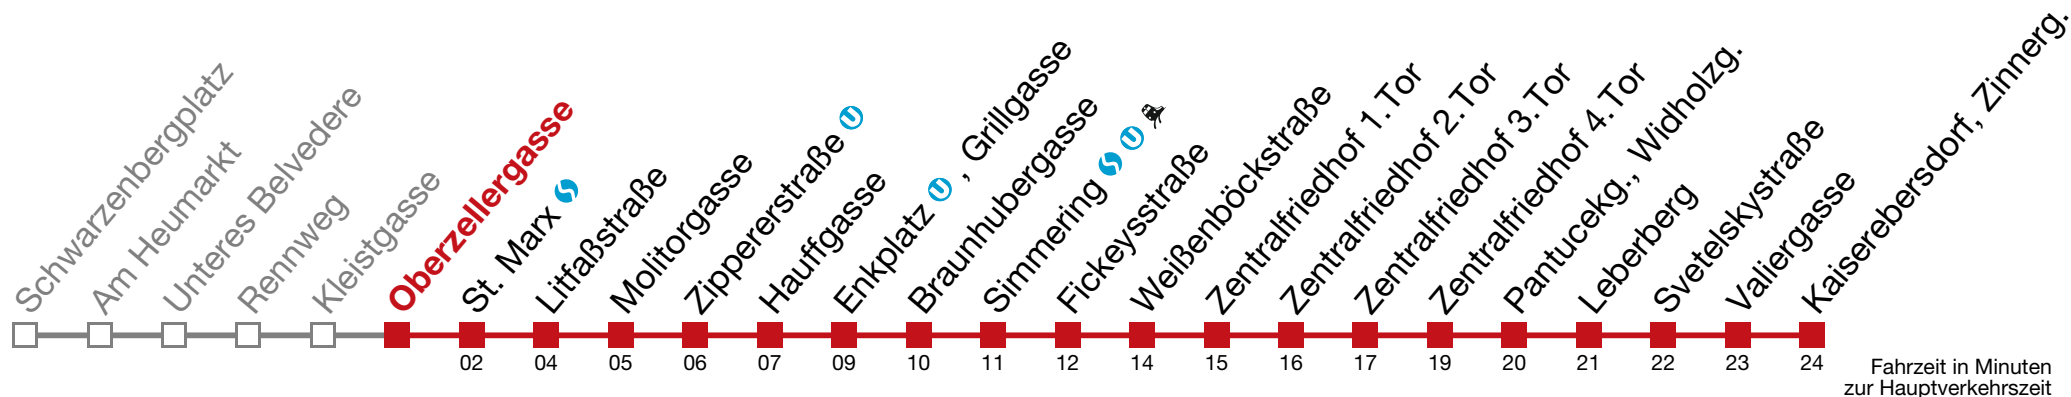 Schwarzenbergplatz
Am Heumarkt
Unteres Belvedere
Rennweg
Kleistgasse
Oberzellergasse
St. Marx
Litfaßstraße
Molitorgasse
Zippererstraße U
Hauffgasse
Enkplatz U , Grillgasse
Braunhubergasse
Simmering U
Fickeysstraße
Weißenböckstraße
Zentralfriedhof 1. Tor
Zentralfriedhof 2. Tor
Zentralfriedhof 3. Tor
Zentralfriedhof 4. Tor
Pantucekg., Widholzg.
Leberberg
Svetelskystraße
Valiergasse
Kaiserebersdorf, Zinnerg.
02 04 05 06 07 09 10 11 12 14 15 16 17 19 20 21 22 23 24
Fahrzeit in Minuten
zur Hauptverkehrszeit